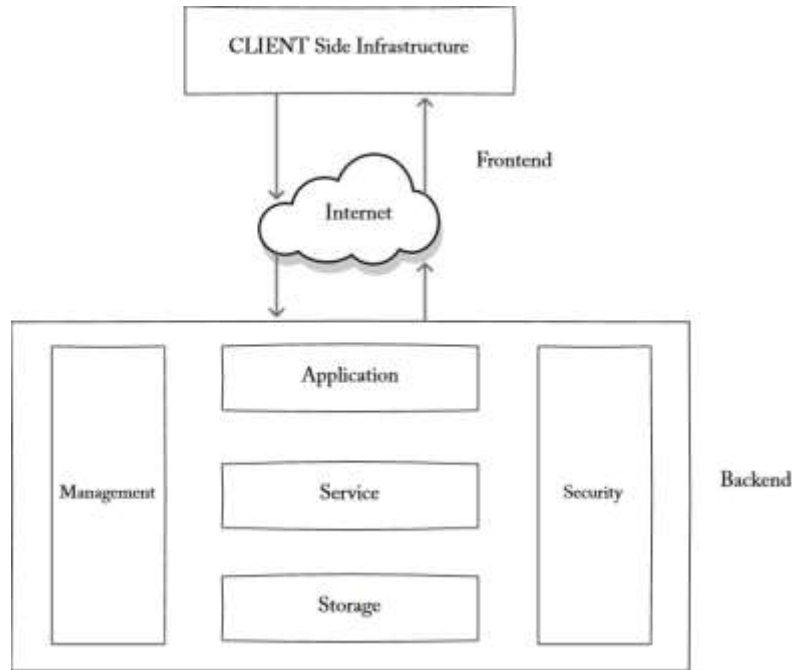 CLIENT Side Infrastructure
Frontend
Internet
Application
Management
Service
Security
Backend
Storage